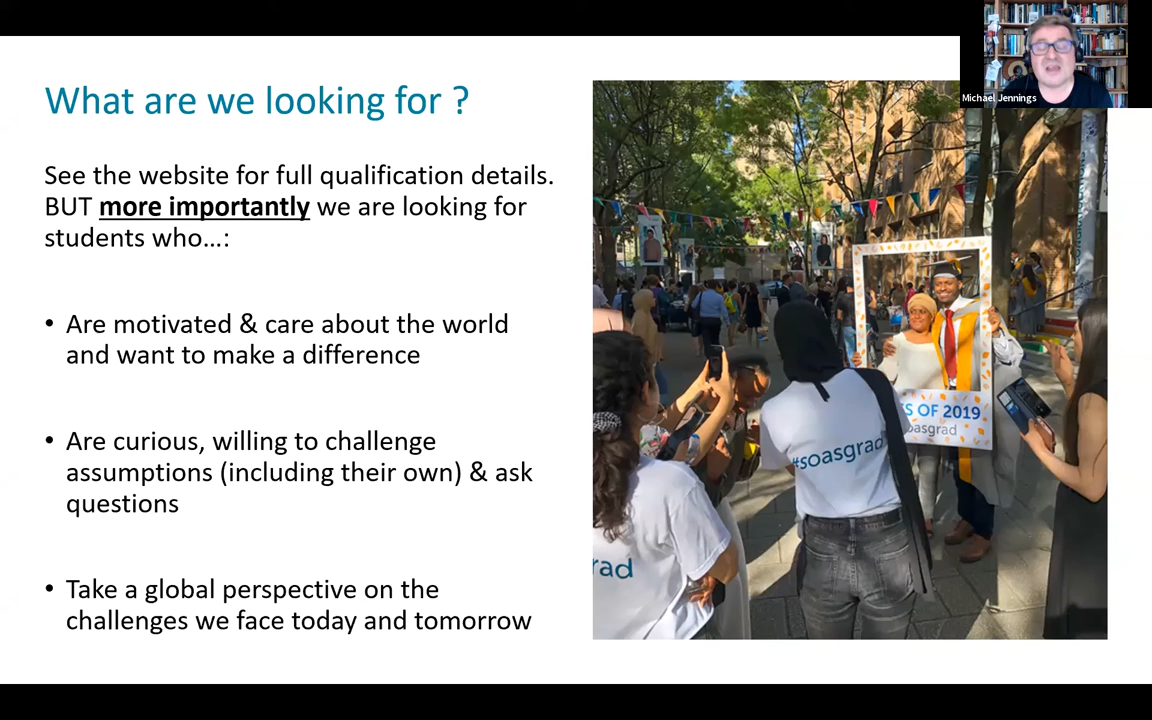 Michael Jennings
What are we looking for ?
See the website for full qualification details.
BUT more importantly we are looking for
students who...:
• Are motivated & care about the world
and want to make a difference
• Are curious, willing to challenge
assumptions (including their own) & ask
questions
• Take a global perspective on the
challenges we face today and tomorrow
S OF 2019
oasgrad
#soasgrad
rad